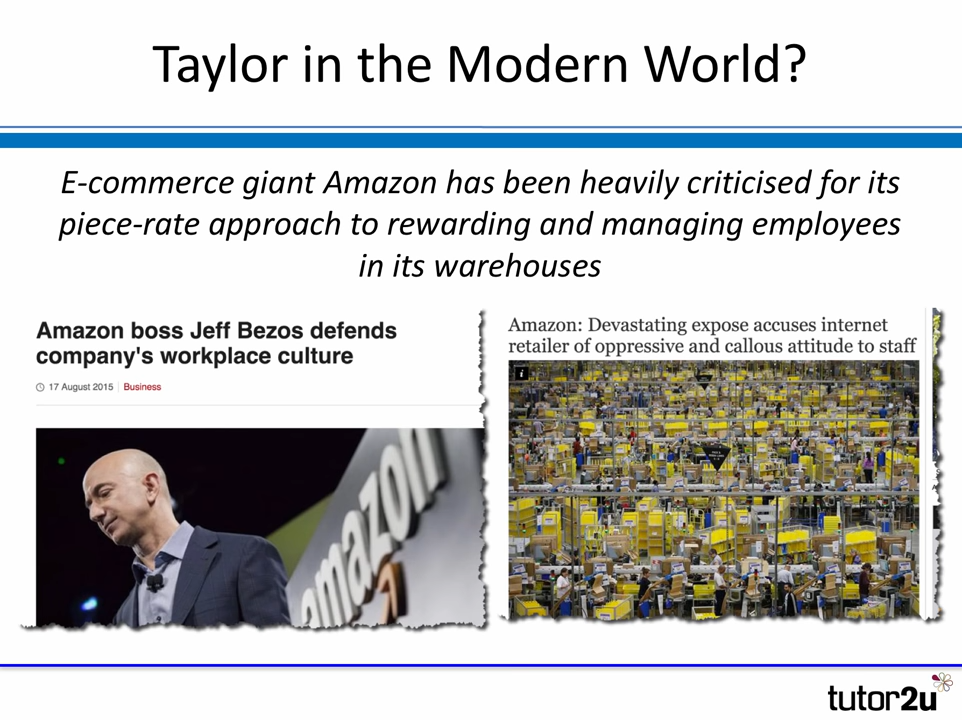 Taylor in the Modern World?
E-commerce giant Amazon has been heavily criticised for its
piece-rate approach to rewarding and managing employees
in its warehouses
Amazon boss Jeff Bezos defends
company's workplace culture
17 August 2015 | Business
amazon
Amazon: Devastating expose accuses internet
retailer of oppressive and callous attitude to staff
i
tutor2u